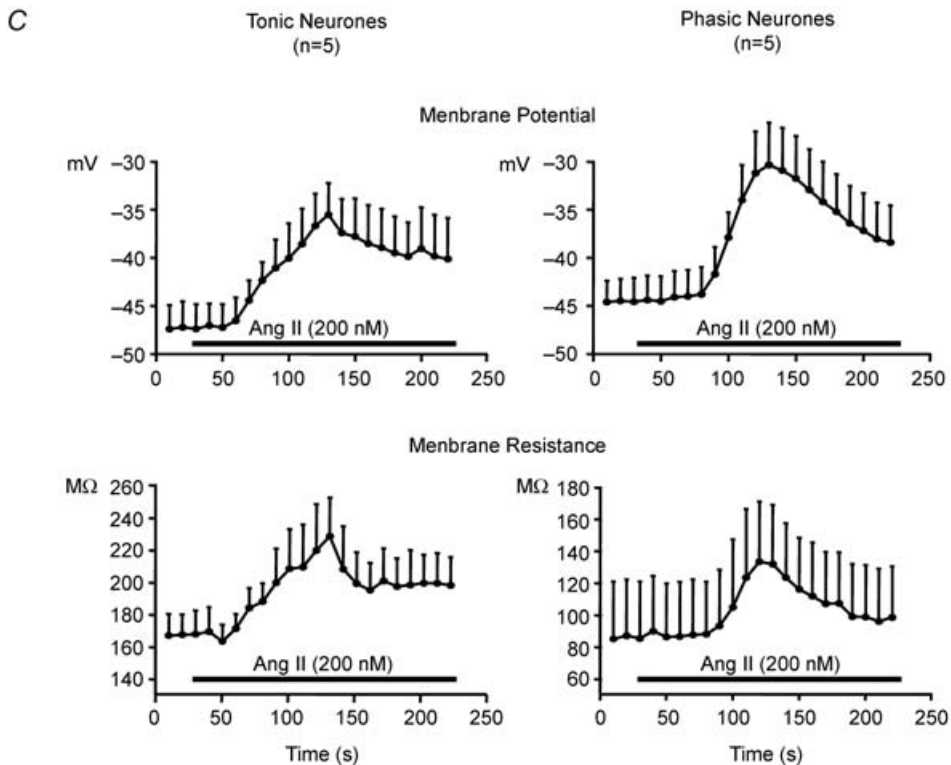 C
Tonic Neurones
(n=5)
Phasic Neurones
(n=5)
Menbrane Potential
mV
–30
–35
–40
–45
–50
Ang II (200 nM)
0 50 100 150 200 250
mV
–30
–35
–40
–45
–50
Ang II (200 nM)
0 50 100 150 200 250
Menbrane Resistance
MΩ
260
240
220
200
180
160
140
Ang II (200 nM)
0 50 100 150 200 250
Time (s)
MΩ
180
160
140
120
100
80
60
Ang II (200 nM)
0 50 100 150 200 250
Time (s)